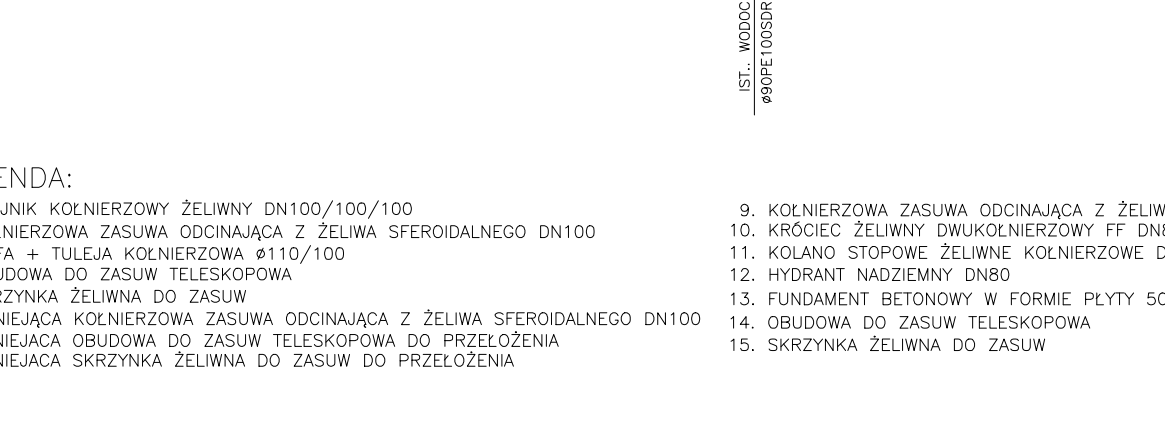 IST.. WODOC
ø90PE100SDR
ENDA:
JNIK KOŁNIERZOWY ŻELIWNY DN100/100/100
ŁNIERZOWA ZASUWA ODCINAJĄCA Z ŻELIWA SFEROIDALNEGO DN100
FA + TULEJA KOŁNIERZOWA ø110/100
UDOWA DO ZASUW TELESKOPOWA
RZYNKA ŻELIWNA DO ZASUW
NIEJĄCA KOŁNIERZOWA ZASUWA ODCINAJĄCA Z ŻELIWA SFEROIDALNEGO DN100
NIEJĄCA OBUDOWA DO ZASUW TELESKOPOWA DO PRZEŁOŻENIA
NIEJACA SKRZYNKA ŻELIWNA DO ZASUW DO PRZEŁOŻENIA
9. KOŁNIERZOWA ZASUWA ODCINAJĄCA Z ŻELIW
10. KRÓCIEC ŻELIWNY DWUKOŁNIERZOWY FF DN8
11. KOLANO STOPOWE ŻELIWNE KOŁNIERZOWE D
12. HYDRANT NADZIEMNY DN80
13. FUNDAMENT BETONOWY W FORMIE PŁYTY 50
14. OBUDOWA DO ZASUW TELESKOPOWA
15. SKRZYNKA ŻELIWNA DO ZASUW